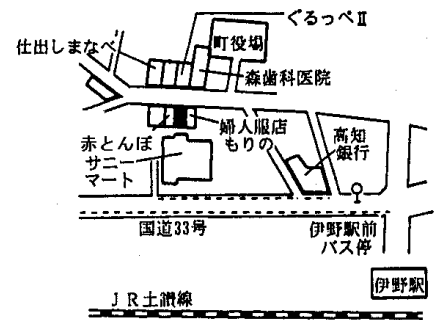 ぐるっぺⅡ
仕出しまなべ
町役場
森歯科医院
赤とんぼ
婦人服店
もりの
サニー
マート
高知
銀行
国道33号
伊野駅前
バス停
伊野駅
JR土讃線